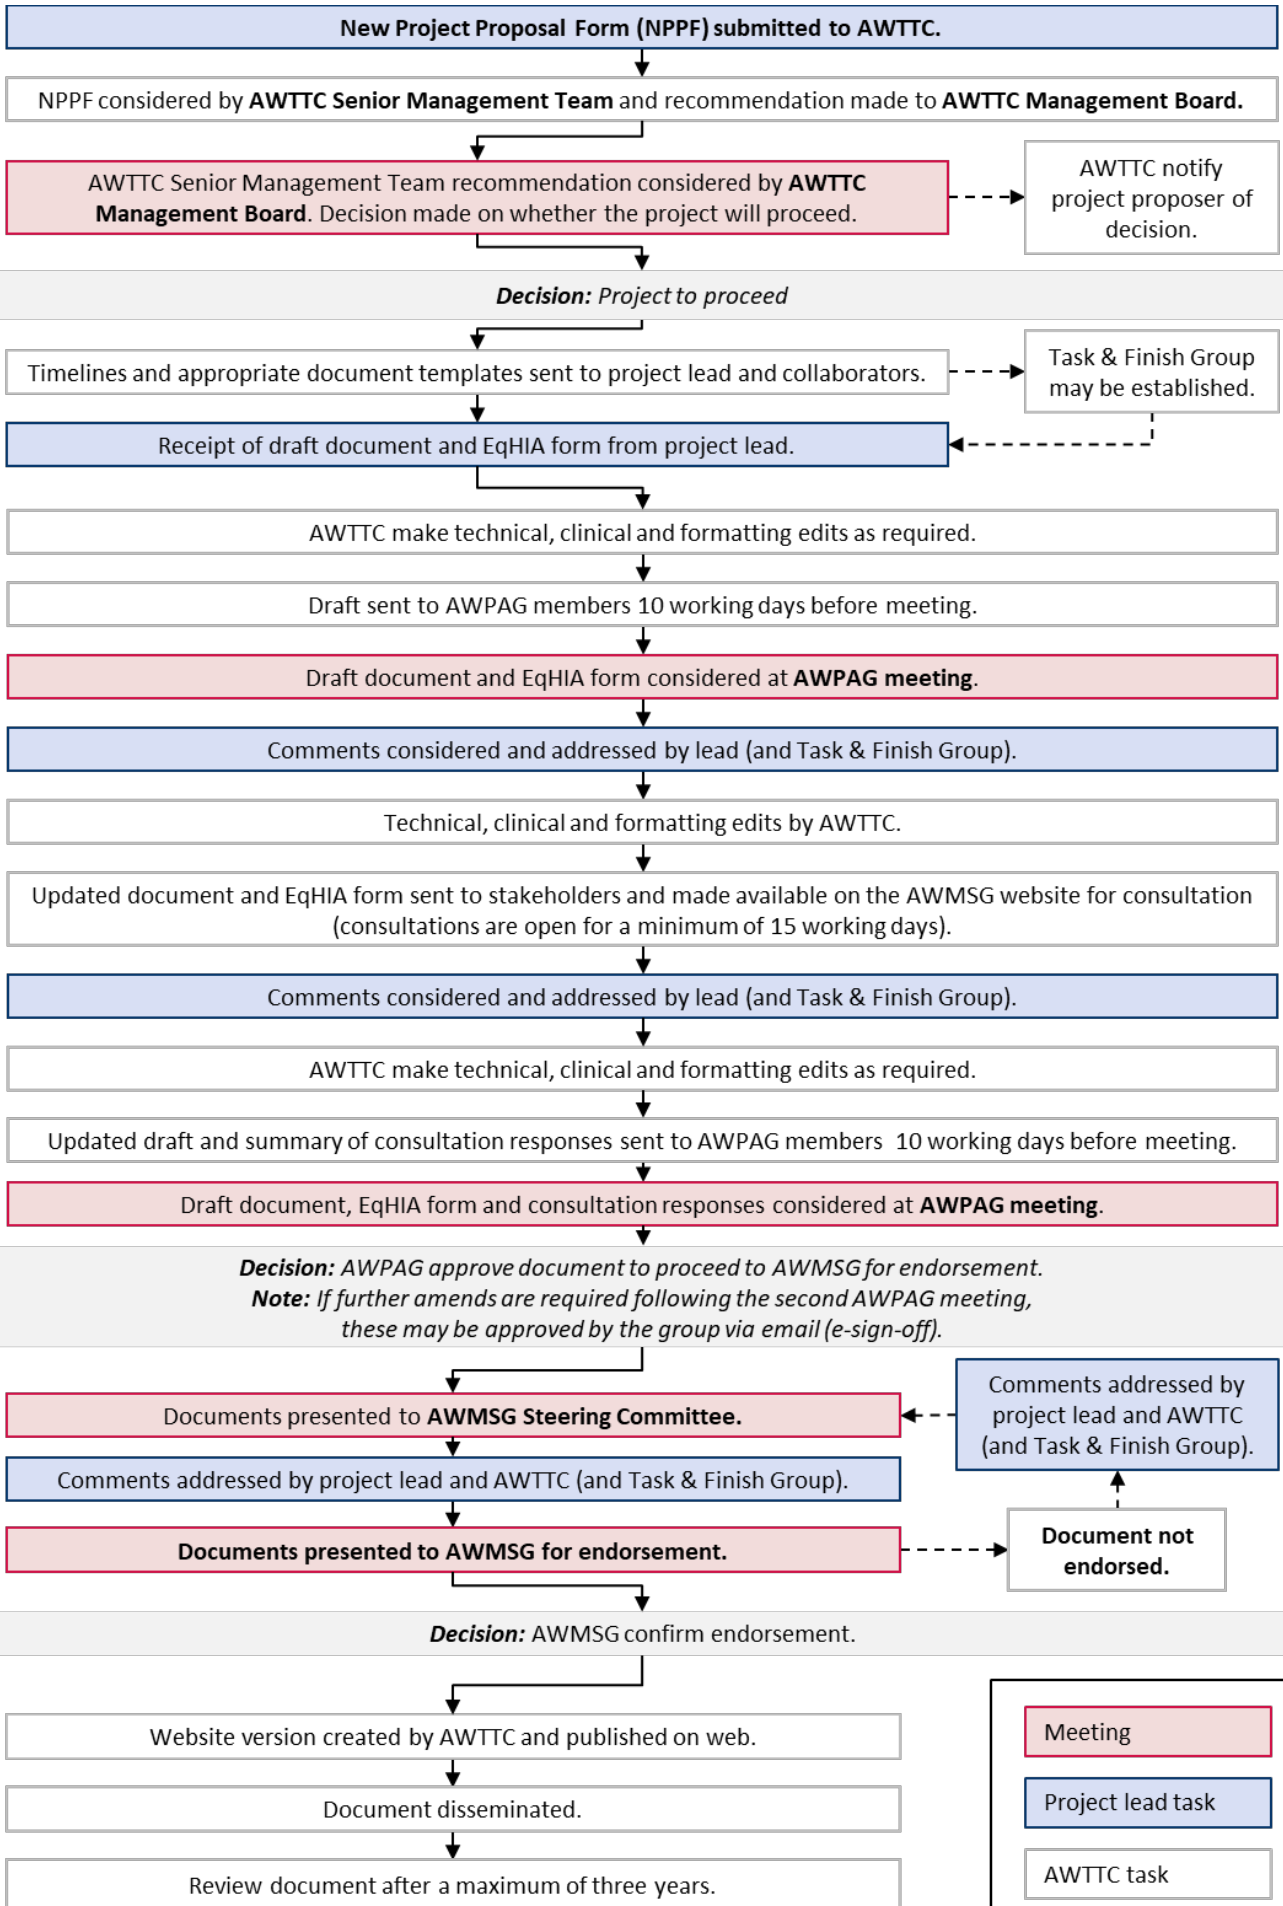 New Project Proposal Form (NPPF) submitted to AWTTC.
NPPF considered by AWTTC Senior Management Team and recommendation made to AWTTC Management Board.
AWTTC Senior Management Team recommendation considered by AWTTC
Management Board. Decision made on whether the project will proceed.
AWTTC notify
project proposer of
decision.
Decision: Project to proceed
Timelines and appropriate document templates sent to project lead and collaborators.
Task & Finish Group
may be established.
Receipt of draft document and EqHIA form from project lead.
AWTTC make technical, clinical and formatting edits as required.
Draft sent to AWPAG members 10 working days before meeting.
Draft document and EqHIA form considered at AWPAG meeting.
Comments considered and addressed by lead (and Task & Finish Group).
Technical, clinical and formatting edits by AWTTC.
Updated document and EqHIA form sent to stakeholders and made available on the AWMSG website for consultation
(consultations are open for a minimum of 15 working days).
Comments considered and addressed by lead (and Task & Finish Group).
AWTTC make technical, clinical and formatting edits as required.
Updated draft and summary of consultation responses sent to AWPAG members 10 working days before meeting.
Draft document, EqHIA form and consultation responses considered at AWPAG meeting.
Decision: AWPAG approve document to proceed to AWMSG for endorsement.
Note: If further amends are required following the second AWPAG meeting,
these may be approved by the group via email (e-sign-off).
Documents presented to AWMSG Steering Committee.
Comments addressed by
project lead and AWTTC
(and Task & Finish Group).
Comments addressed by project lead and AWTTC (and Task & Finish Group).
Documents presented to AWMSG for endorsement.
Document not
endorsed.
Decision: AWMSG confirm endorsement.
Website version created by AWTTC and published on web.
Document disseminated.
Review document after a maximum of three years.
Meeting
Project lead task
AWTTC task